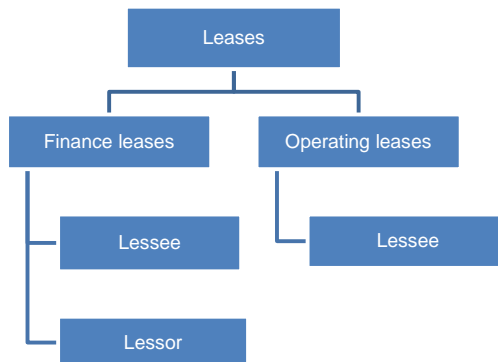 Leases
Finance leases
Operating leases
Lessee
Lessee
Lessor